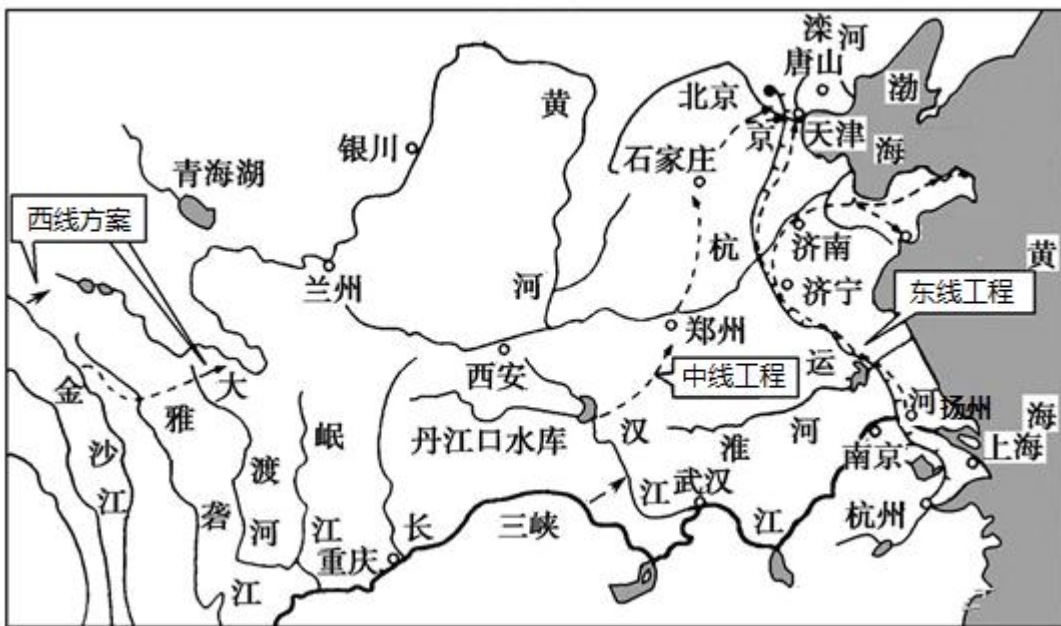 滦河
唐山
渤海
北京
天津
黄河
银川
京杭运河
石家庄
青海湖
西线方案
济南
黄海
兰州
济宁
东线工程
郑州
西安
中线工程
金沙江
雅砻江
大渡河
岷江
丹江口水库
汉江
淮河
扬州
上海
南京
武汉
长江
三峡
杭州
重庆